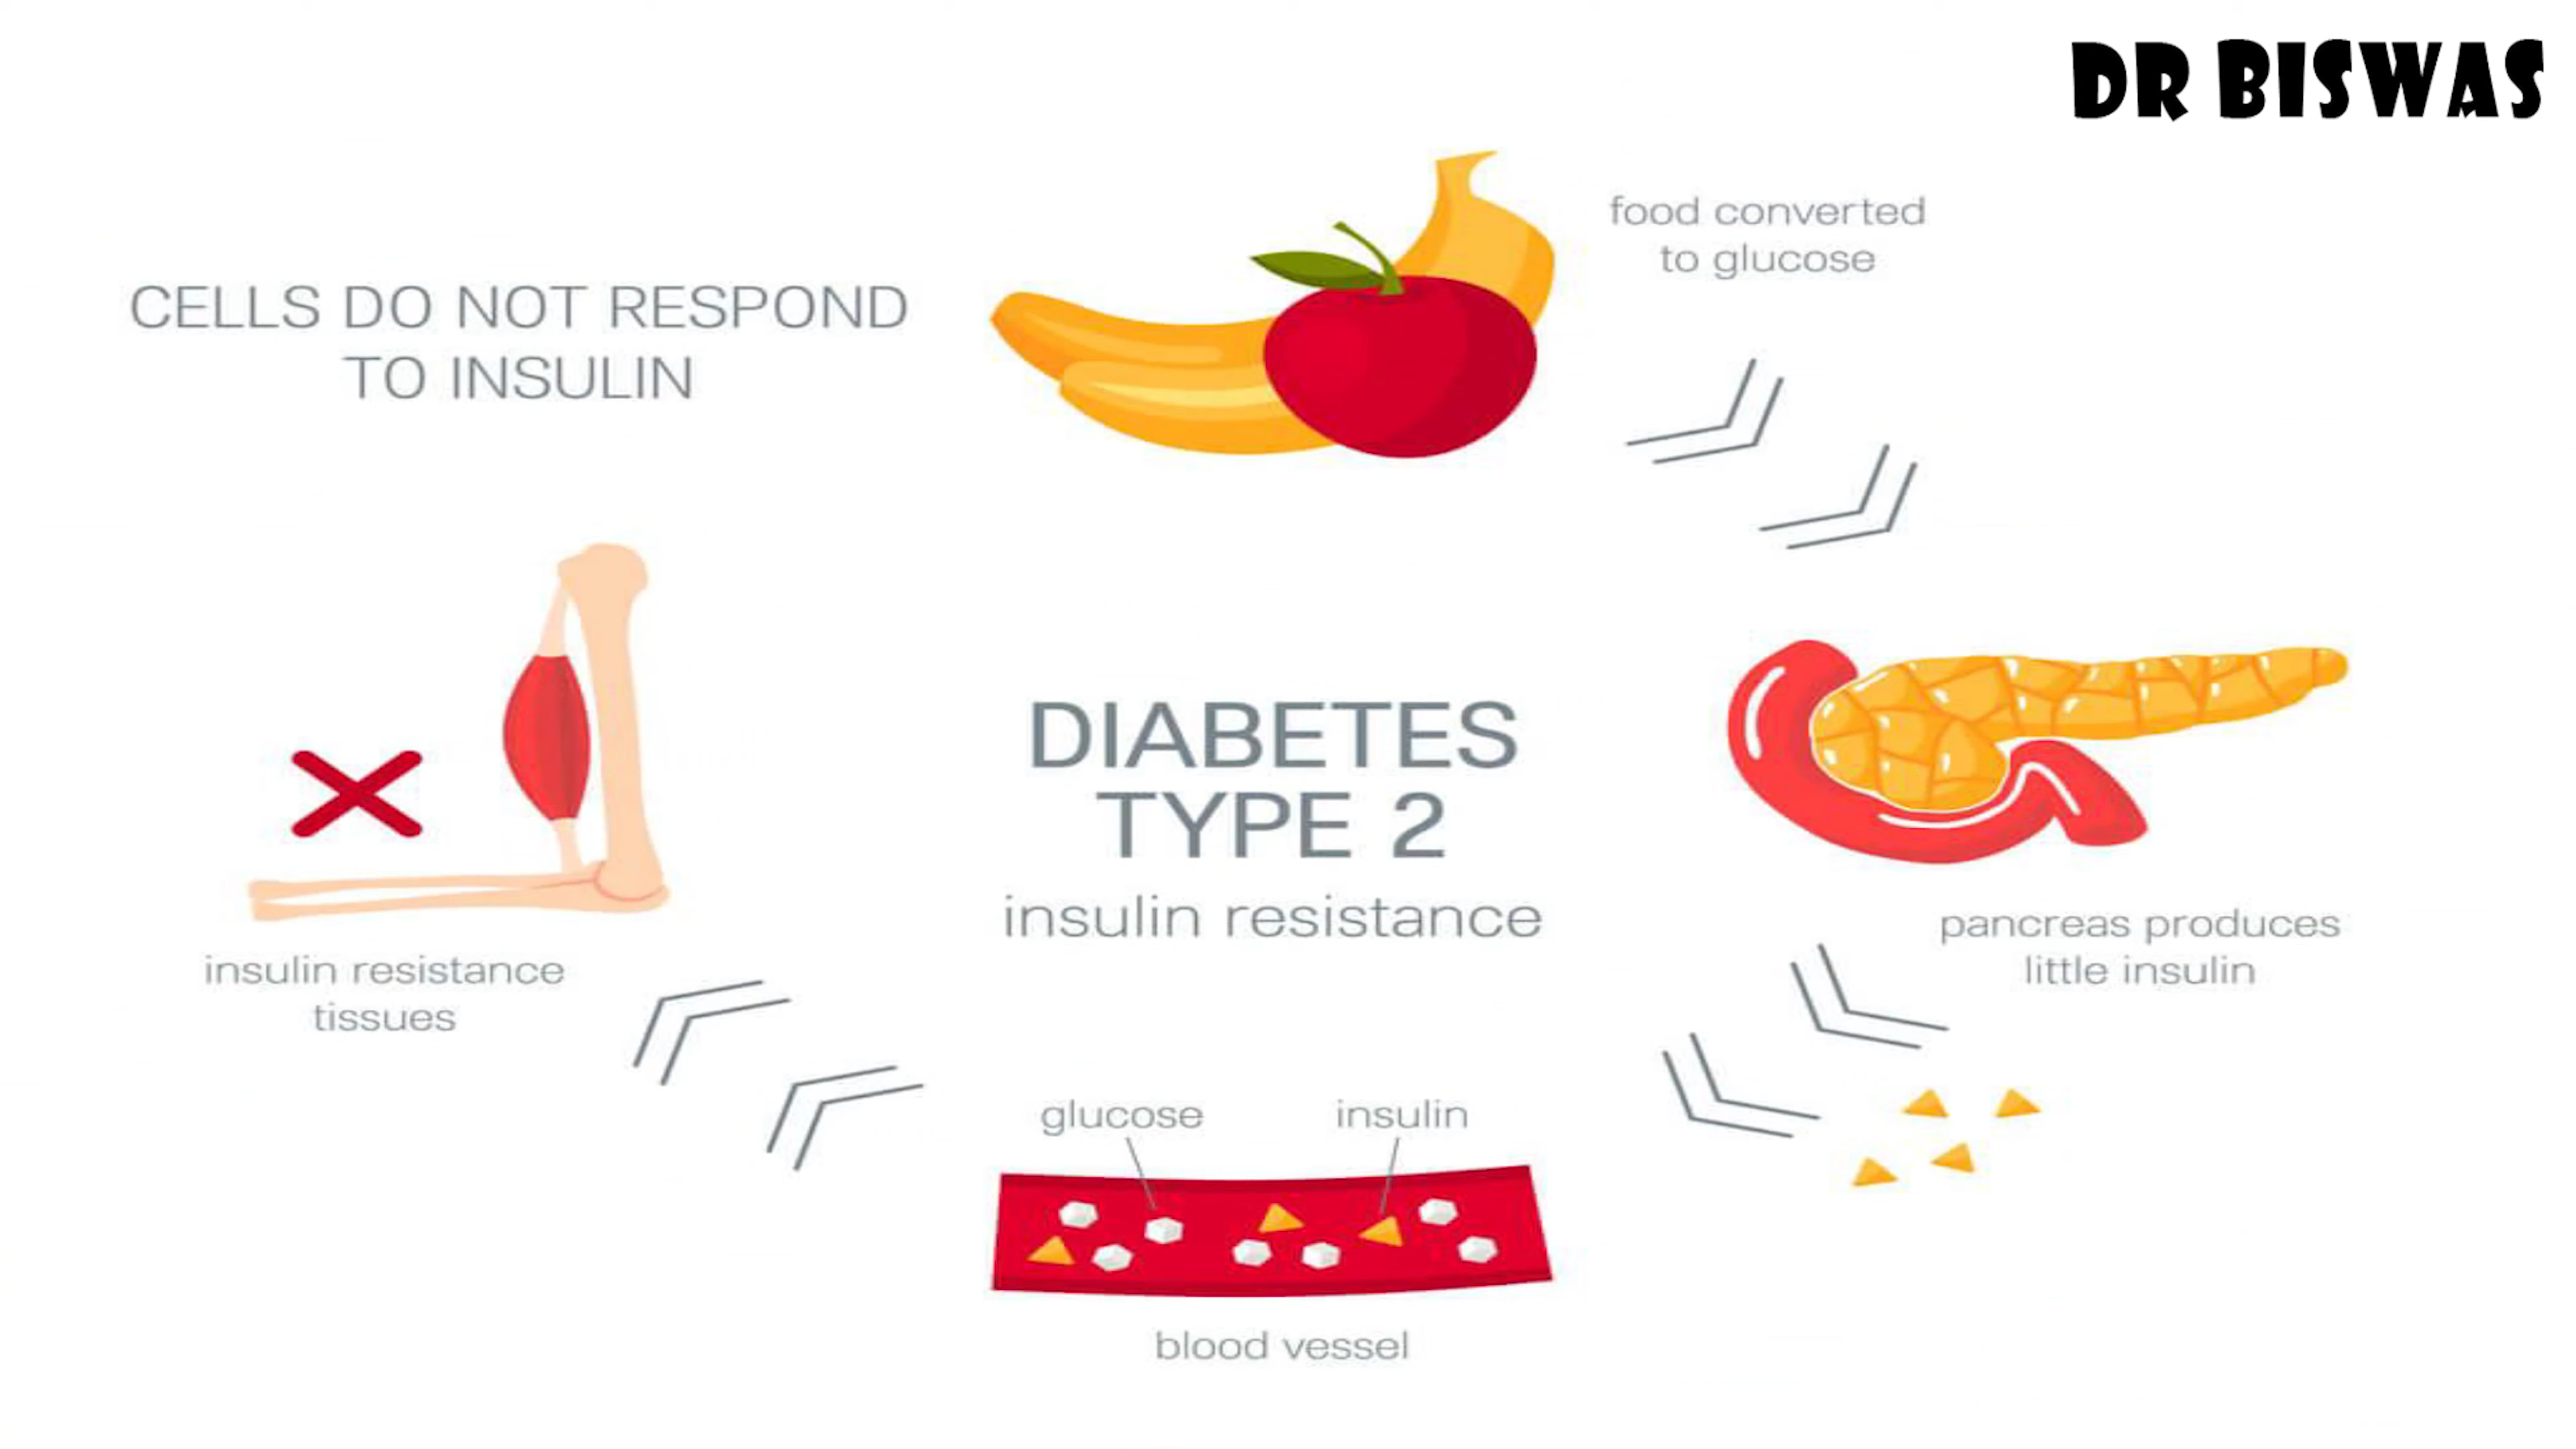 DR BISWAS
food converted
to glucose
CELLS DO NOT RESPOND
TO INSULIN
DIABETES
TYPE 2
insulin resistance
pancreas produces
little insulin
insulin resistance
tissues
glucose
insulin
blood vessel